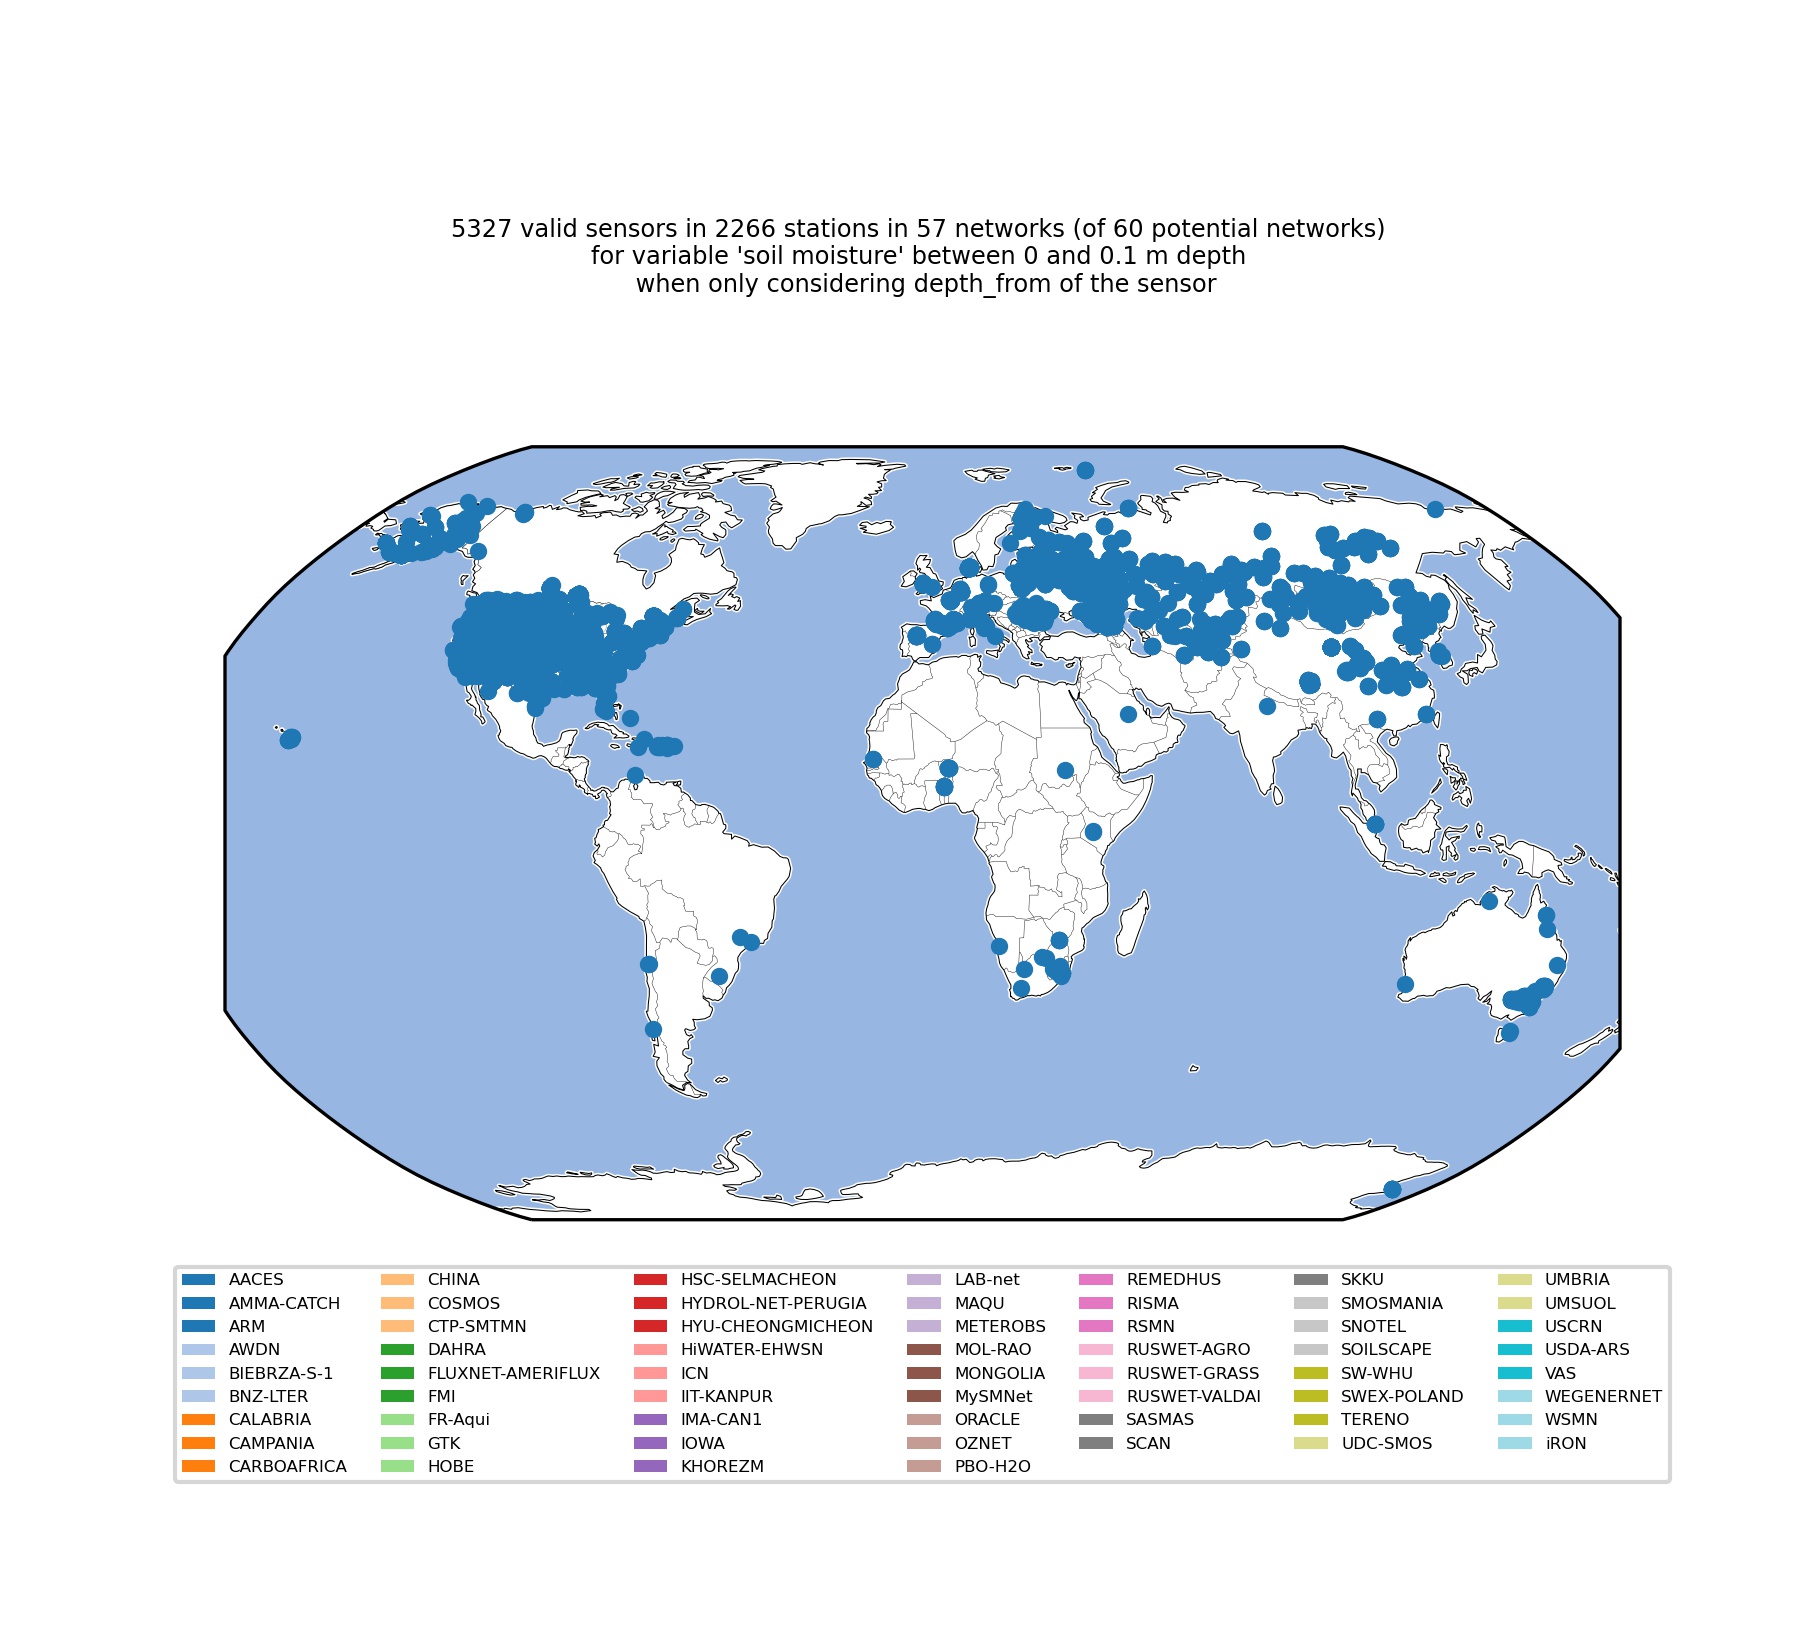 5327 valid sensors in 2266 stations in 57 networks (of 60 potential networks)
for variable 'soil moisture' between 0 and 0.1 m depth
when only considering depth_from of the sensor
AACES
AMMA-CATCH
ARM
AWDN
BIEBRZA-S-1
BNZ-LTER
CALABRIA
CAMPANIA
CARBOAFRICA
CHINA
COSMOS
CTP-SMTMN
DAHRA
FLUXNET-AMERIFLUX
FMI
FR-Aqui
GTK
HOBE
HSC-SELMACHEON
HYDROL-NET-PERUGIA
HYU-CHEONGMICHEON
HiWATER-EHWSN
ICN
IIT-KANPUR
IMA-CAN1
IOWA
KHOREZM
LAB-net
MAQU
METEROBS
MOL-RAO
MONGOLIA
MySMNet
ORACLE
OZNET
PBO-H2O
REMEDHUS
RISMA
RSMN
RUSWET-AGRO
RUSWET-GRASS
RUSWET-VALDAI
SASMAS
SCAN
SKKU
SMOSMANIA
SNOTEL
SOILSCAPE
SW-WHU
SWEX-POLAND
TERENO
UDC-SMOS
UMBRIA
UMSUOL
USCRN
USDA-ARS
VAS
WEGENERNET
WSMN
iRON